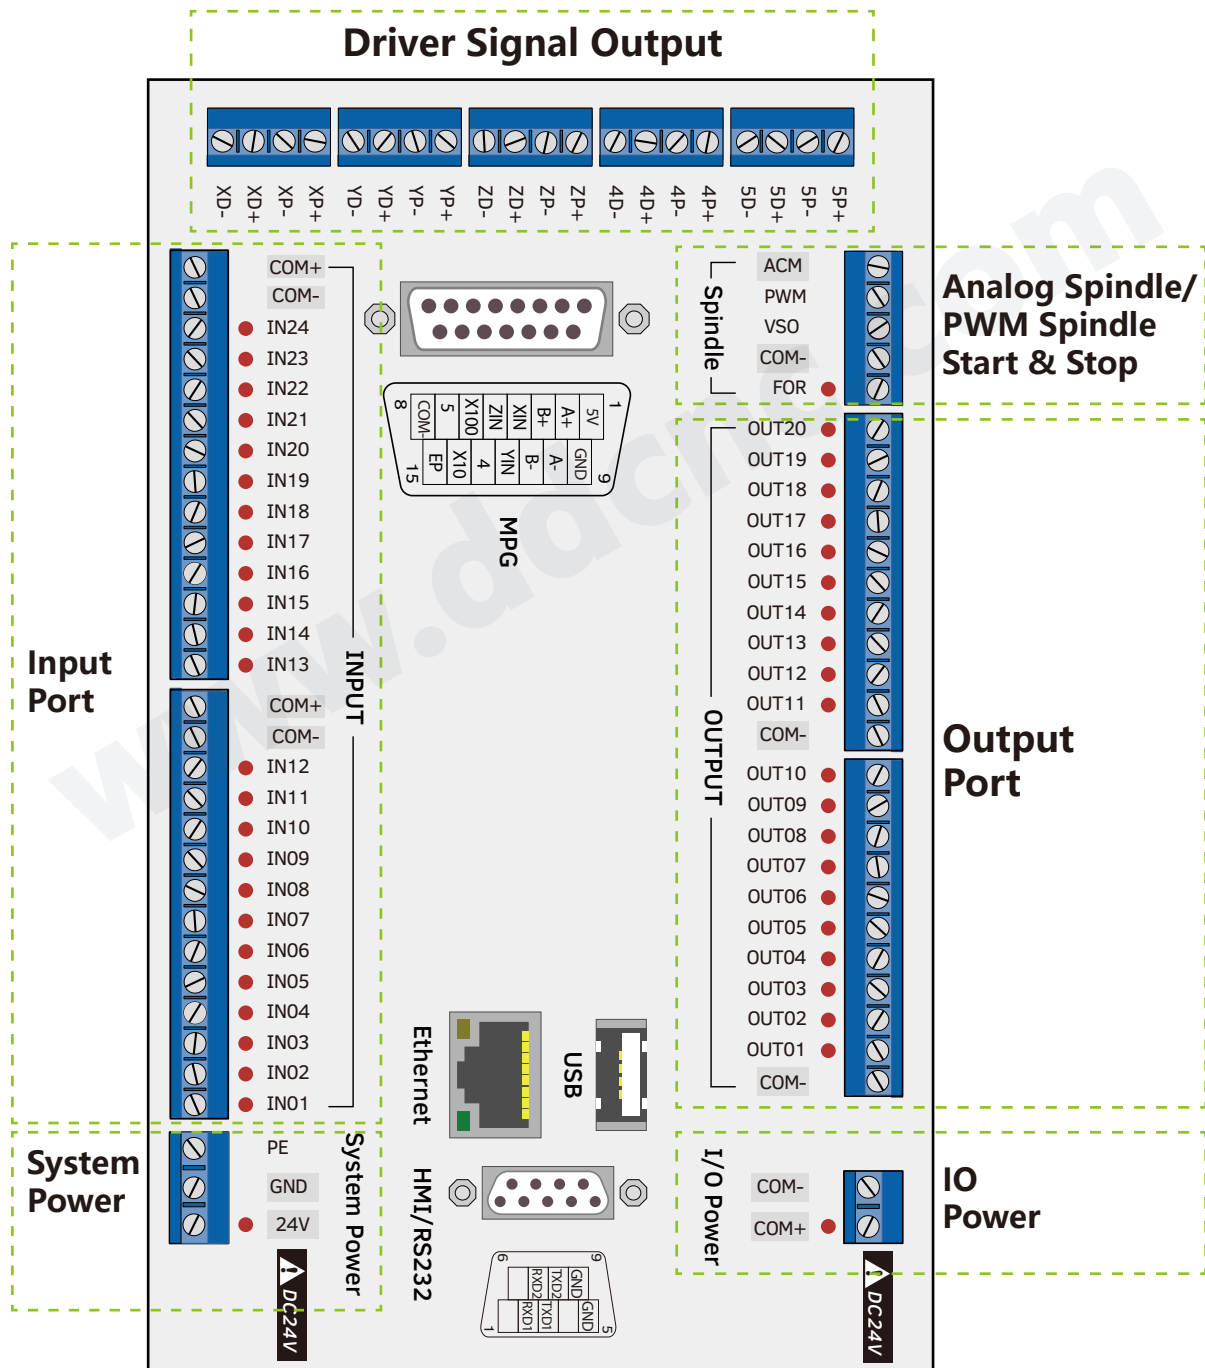 Driver Signal Output
XD-
XD+
XP-
XP+
YD-
YD+
YP-
YP+
ZD-
ZD+
ZP-
ZP+
4D-
4D+
4P-
4P+
5D-
5D+
5P-
5P+
Input
Port
COM+
COM-
IN24
IN23
IN22
IN21
IN20
IN19
IN18
IN17
IN16
IN15
IN14
IN13
COM+
COM-
IN12
IN11
IN10
IN09
IN08
IN07
IN06
IN05
IN04
IN03
IN02
IN01
INPUT
System
Power
PE
GND
24V
System Power
DC24V
8
COM-
5
X100
ZIN
XIN
B+
A+
5V
1
15
EP
X10
4
YIN
B-
A-
GND
9
MPG
Ethernet
USB
HMI/RS232
6
RXD2
TXD2
GND
9
1
RXD1
TXD1
GND
5
Spindle
ACM
PWM
VSO
COM-
FOR
Analog Spindle/
PWM Spindle
Start & Stop
OUTPUT
OUT20
OUT19
OUT18
OUT17
OUT16
OUT15
OUT14
OUT13
OUT12
OUT11
COM-
OUT10
OUT09
OUT08
OUT07
OUT06
OUT05
OUT04
OUT03
OUT02
OUT01
COM-
Output
Port
I/O Power
COM-
COM+
IO
Power
DC24V
www.ddcnc.com